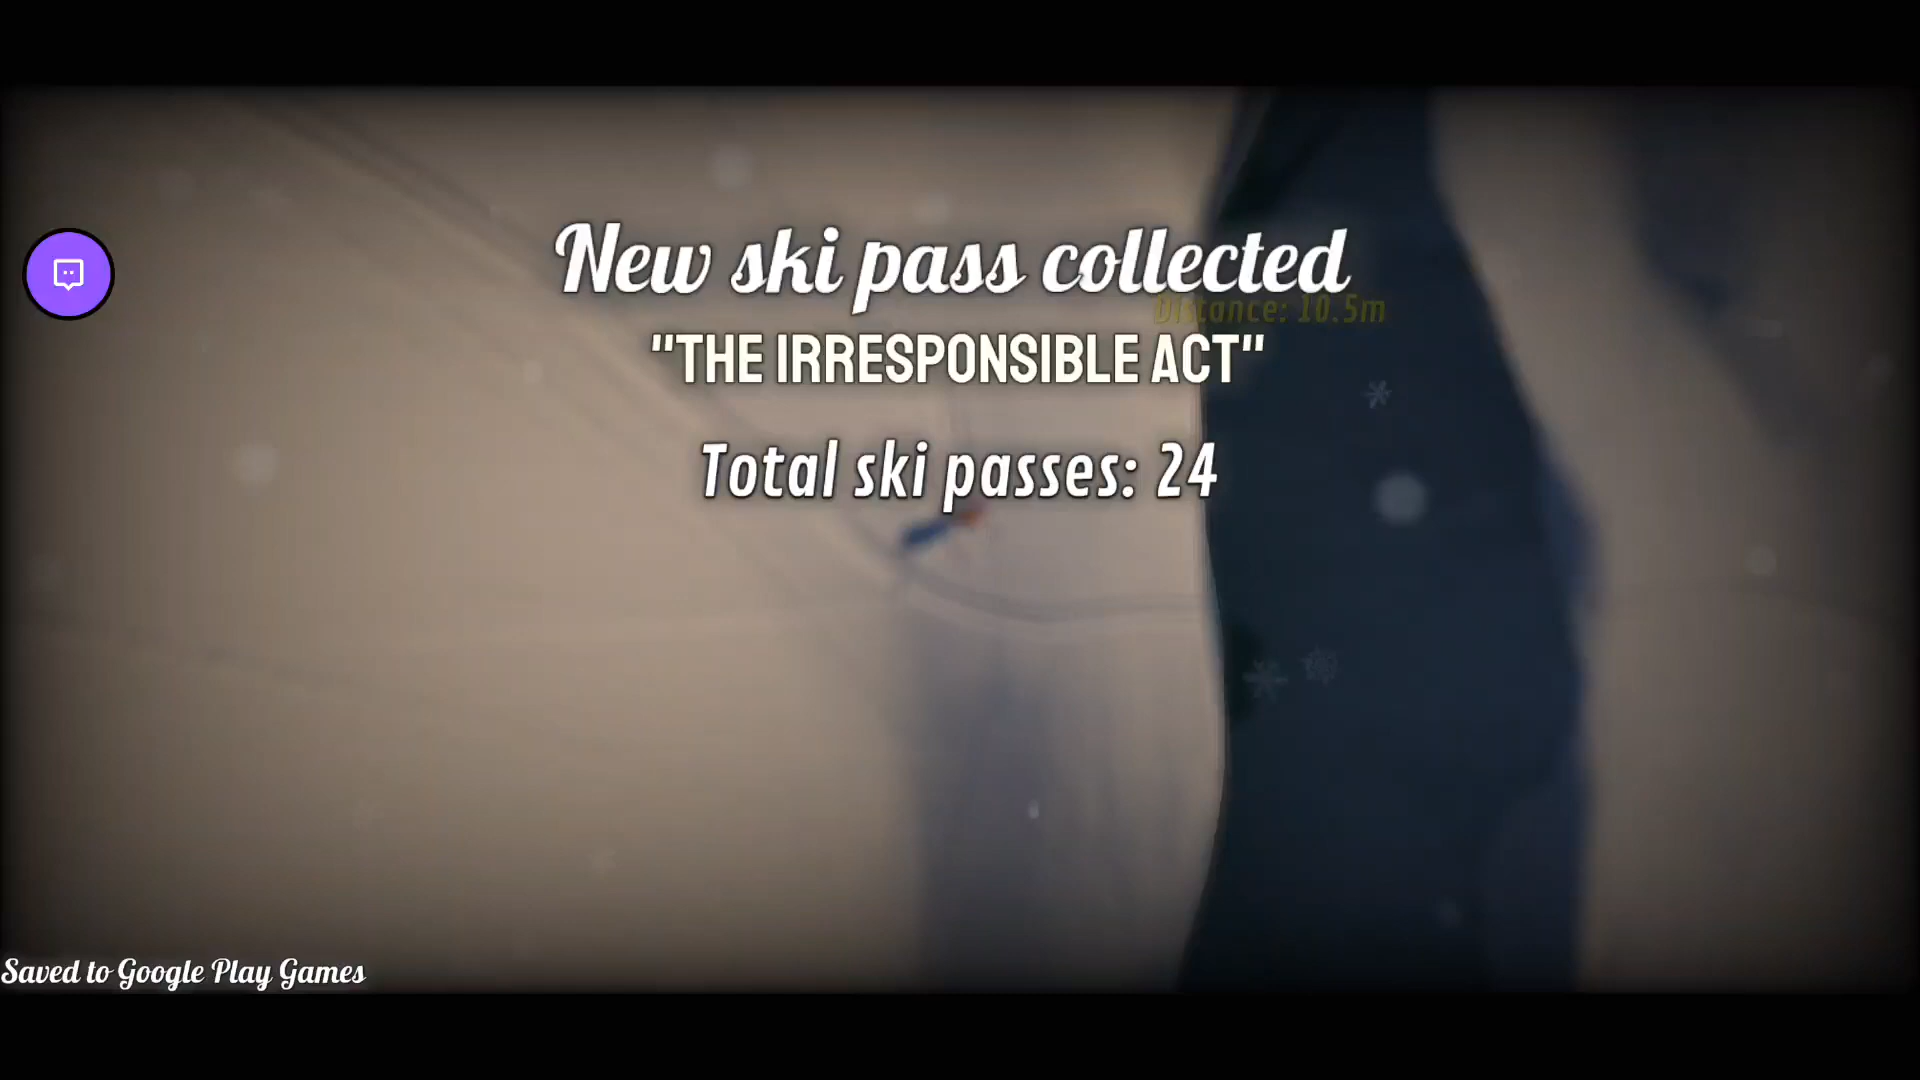 New ski pass collected
Distance: 10.5m
"THE IRRESPONSIBLE ACT"
Total ski passes: 24
Saved to Google Play Games